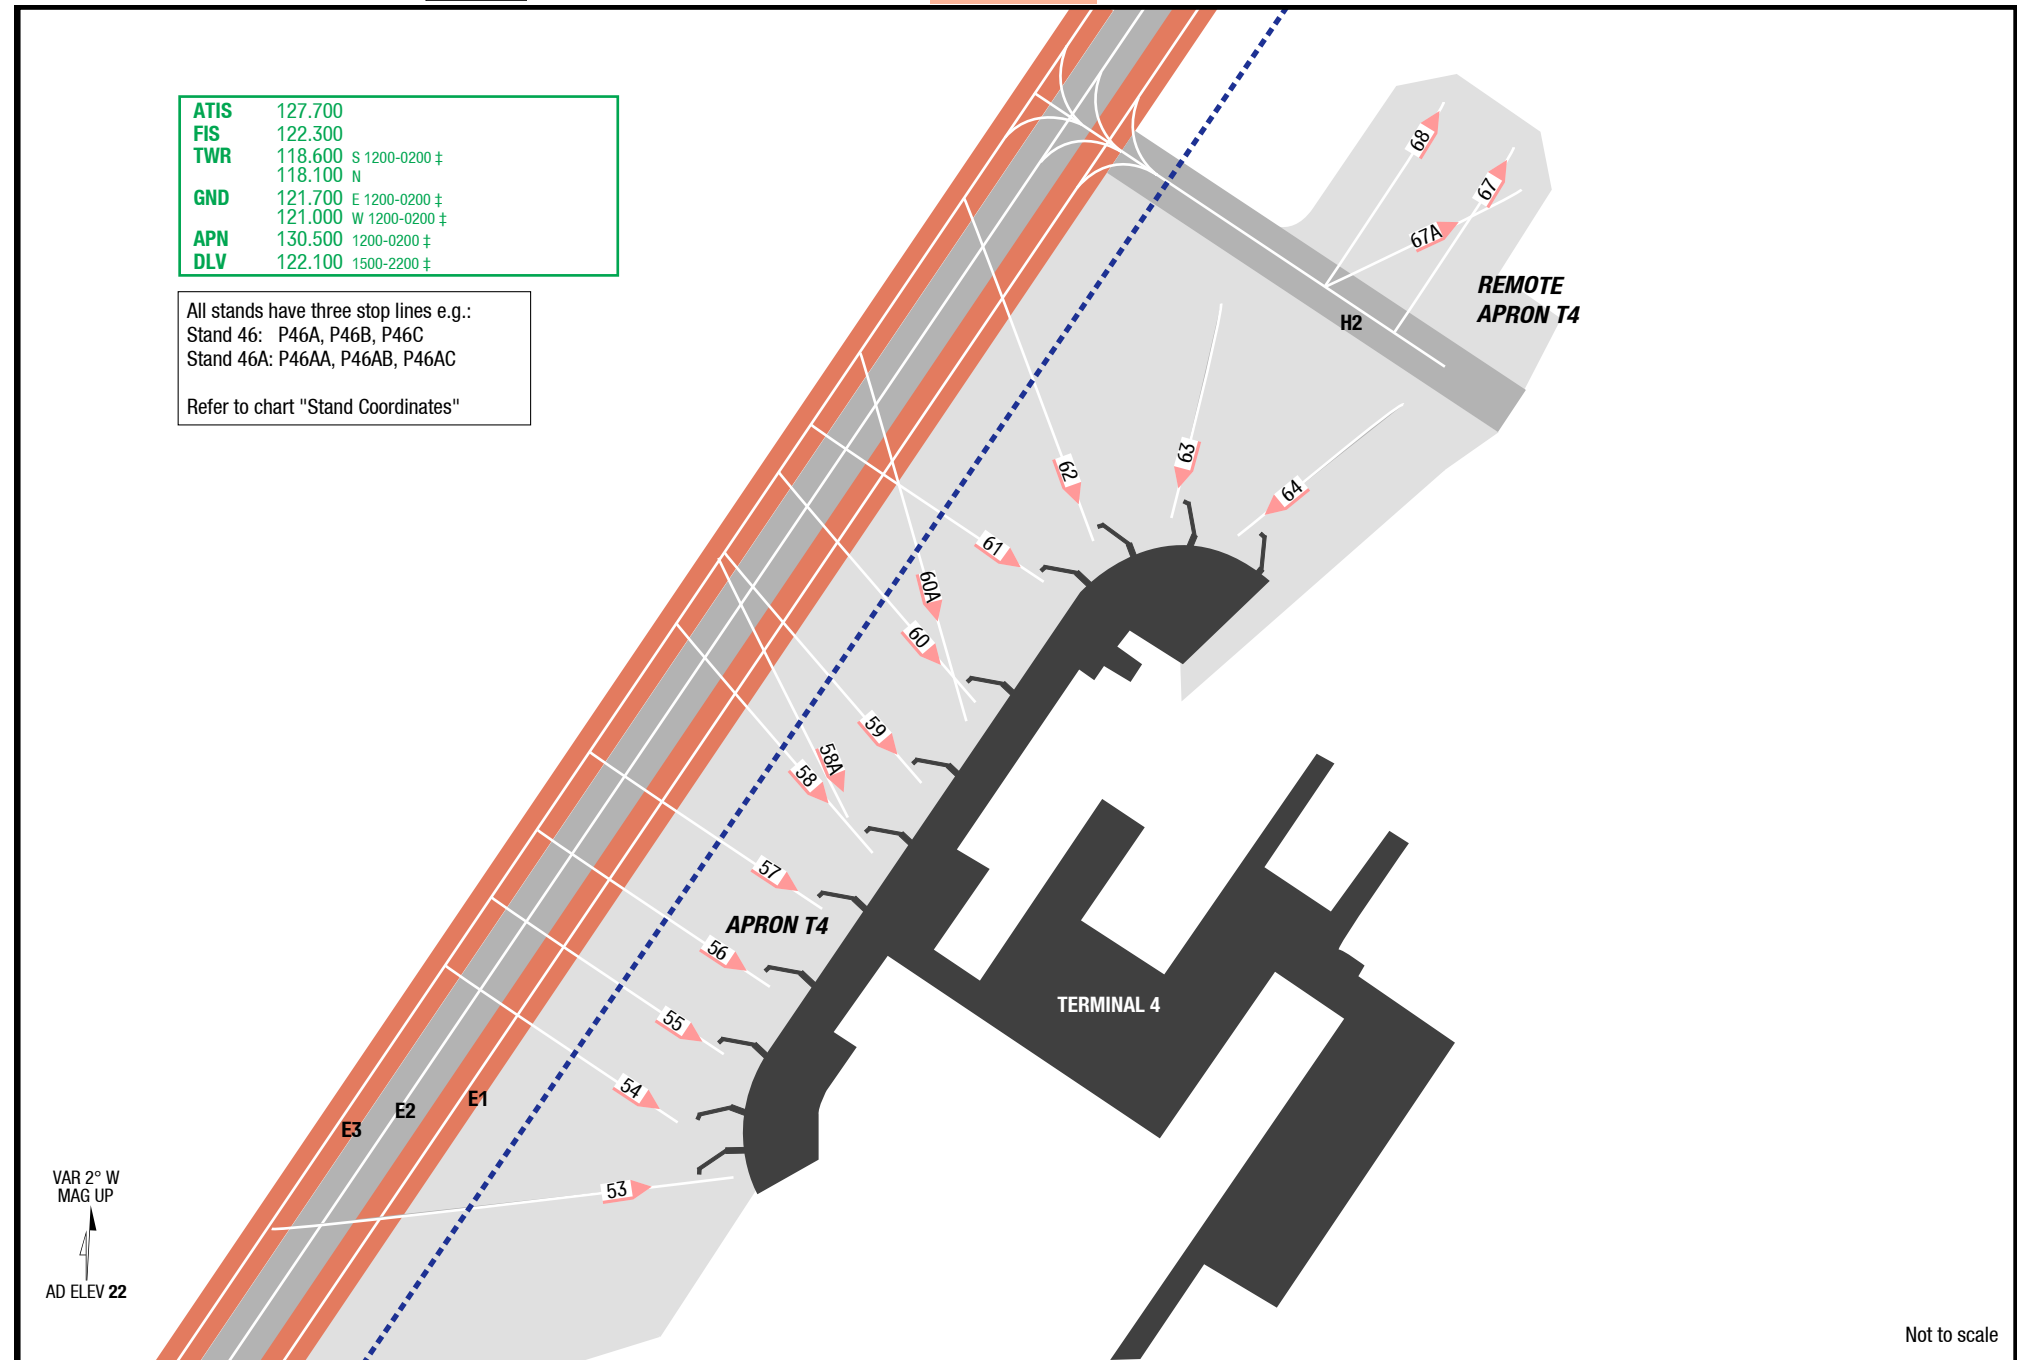 ATIS 127.700
FIS 122.300
TWR 118.600 S 1200-0200 ‡
118.100 N
GND 121.700 E 1200-0200 ‡
121.000 W 1200-0200 ‡
APN 130.500 1200-0200 ‡
DLV 122.100 1500-2200 ‡
All stands have three stop lines e.g.:
Stand 46: P46A, P46B, P46C
Stand 46A: P46AA, P46AB, P46AC
Refer to chart "Stand Coordinates"
68
67
67A
REMOTE
APRON T4
H2
63
62
64
61
60A
60
59
58A
58
57
APRON T4
56
TERMINAL 4
55
54
E1
E2
E3
53
VAR 2° W
MAG UP
AD ELEV 22
Not to scale